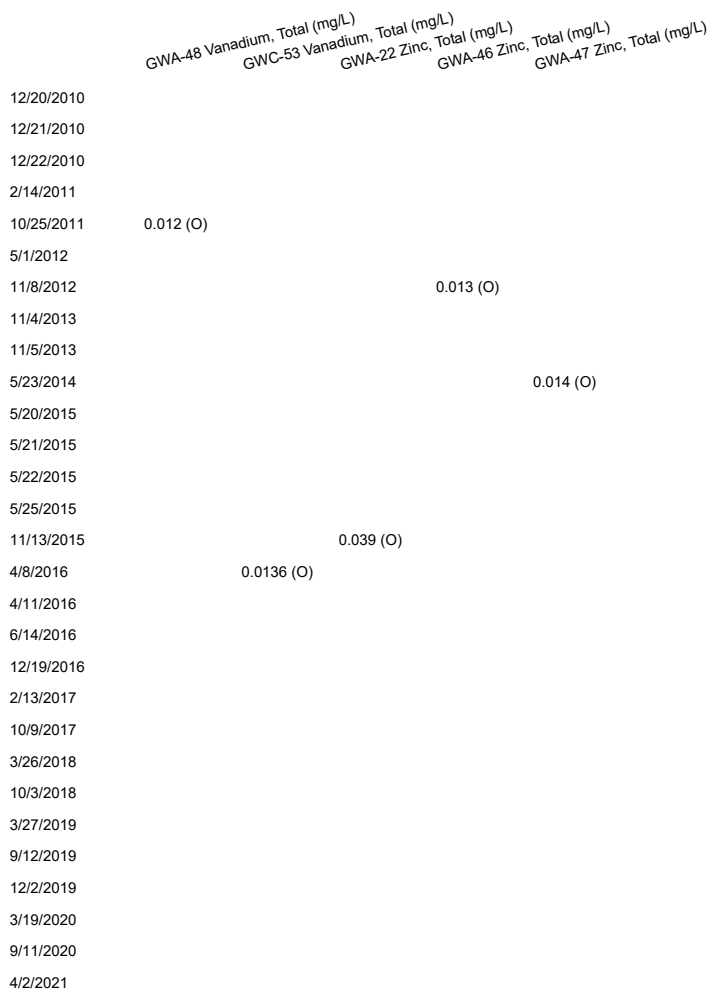 GWA-48 Vanadium, Total (mg/L)
GWC-53 Vanadium, Total (mg/L)
GWA-22 Zinc, Total (mg/L)
GWA-46 Zinc, Total (mg/L)
GWA-47 Zinc, Total (mg/L)
12/20/2010
12/21/2010
12/22/2010
2/14/2011
10/25/2011 0.012 (O)
5/1/2012
11/8/2012 0.013 (O)
11/4/2013
11/5/2013
5/23/2014 0.014 (O)
5/20/2015
5/21/2015
5/22/2015
5/25/2015
11/13/2015 0.039 (O)
4/8/2016 0.0136 (O)
4/11/2016
6/14/2016
12/19/2016
2/13/2017
10/9/2017
3/26/2018
10/3/2018
3/27/2019
9/12/2019
12/2/2019
3/19/2020
9/11/2020
4/2/2021